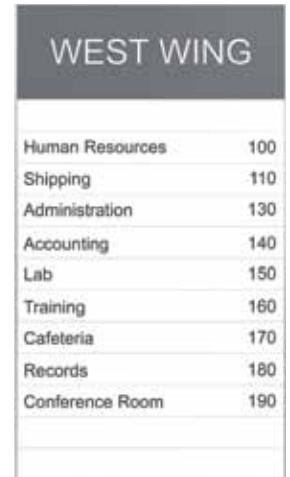 WEST WING
Human Resources 100
Shipping 110
Administration 130
Accounting 140
Lab 150
Training 160
Cafeteria 170
Records 180
Conference Room 190